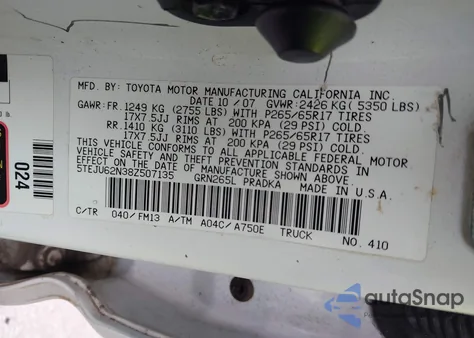 MFD. BY: TOYOTA MOTOR MANUFACTURING CALIFORNIA INC.
DATE 10/07 GVWR: 2426 KG( 5350 LBS)
GAWR: FR. 1249 KG (2755 LBS) WITH P265/65R17 TIRES
17X7.5JJ RIMS AT 200 KPA (29 PSI) COLD.
RR. 1410 KG (3110 LBS) WITH P265/65R17 TIRES
17X7.5JJ RIMS AT 200 KPA (29 PSI) COLD.
THIS VEHICLE CONFORMS TO ALL APPLICABLE FEDERAL MOTOR
VEHICLE SAFETY AND THEFT PREVENTION STANDARDS IN
EFFECT ON THE DATE OF MANUFACTURE SHOWN ABOVE.
5TEJU62N38Z507135 GRN265L PRADKA MADE IN U.S.A.
C/TR 040/FM13 A/TM A04C/A750E TRUCK NO. 410
024
autoSnap